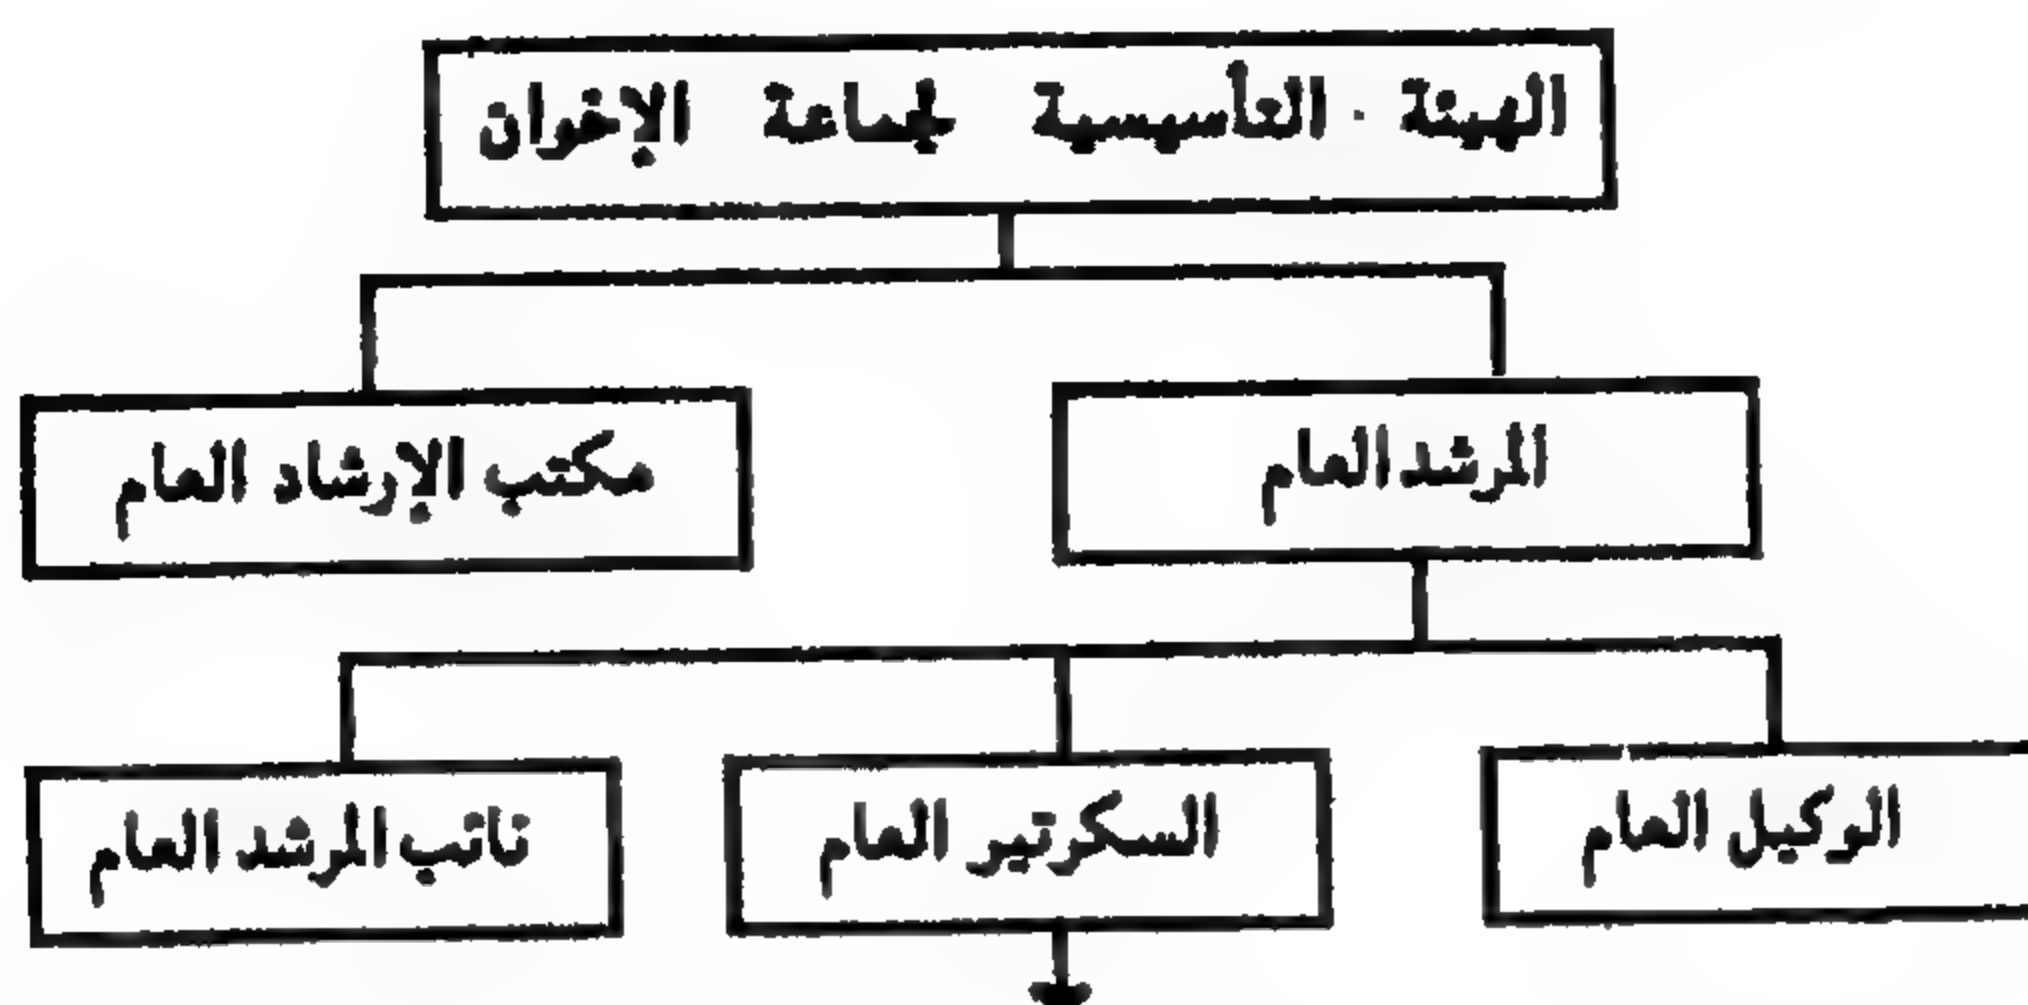 الهيئة التأسيسية لجماعة الإخوان
المرشد العام
مكتب الإرشاد العام
الوكيل العام
السكرتير العام
نائب المرشد العام